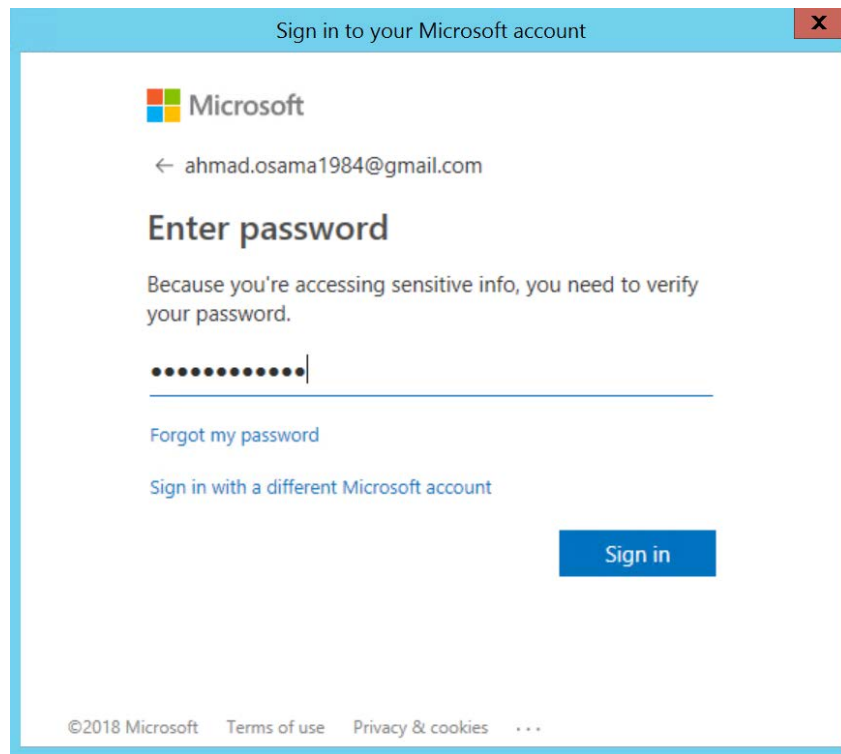 Sign in to your Microsoft account
X
Microsoft
← ahmad.osama1984@gmail.com
Enter password
Because you're accessing sensitive info, you need to verify
your password.
••••••••••••
Forgot my password
Sign in with a different Microsoft account
Sign in
©2018 Microsoft Terms of use Privacy & cookies ...